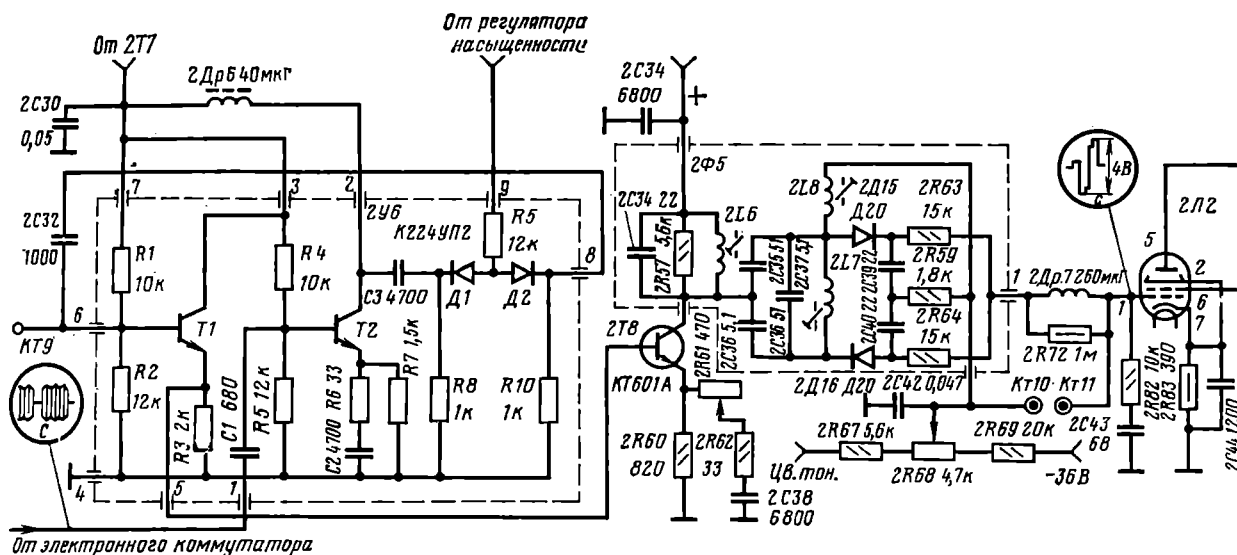 От 2Т7
От регулятора
насыщенности
2Др6 40мкг
2С30
0,05
2С34
6800
+
2Ф5
7
3
2
9
2У6
К224УП2
8
2С32
1000
R1
10к
R4
10к
R5
12к
С3 4700
Д1
Д2
6
КТ9
Т1
Т2
R2
12к
R3 2к
С1 680
R5 12к
R6 33
С2 4700
R7 1,5к
R8
1к
R10
1к
С
4
5
1
От электронного коммутатора
2С34
22
2R57 5,6к
2L6
2L8
2Д15
Д20
2R63
15к
2С35 51
2С37 5,1
2L7
2С39 22
2R59
1,8к
2С40 22
2R64
15к
2С36 51
2С36 5,1
2Д16 Д20
2Т8
КТ601А
2R61 470
2R60
820
2R62
33
2С38
6800
2С42 0,047
1
2Др.7 260мкг
2R72 1м
Кт10
Кт11
2R67 5,6к
2R68 4,7к
2R69 20к
Цв.тон.
-36В
4В
С
2Л2
5
2
6
7
1
2R82 10к
2R83 390
2С43
68
2С44 1200